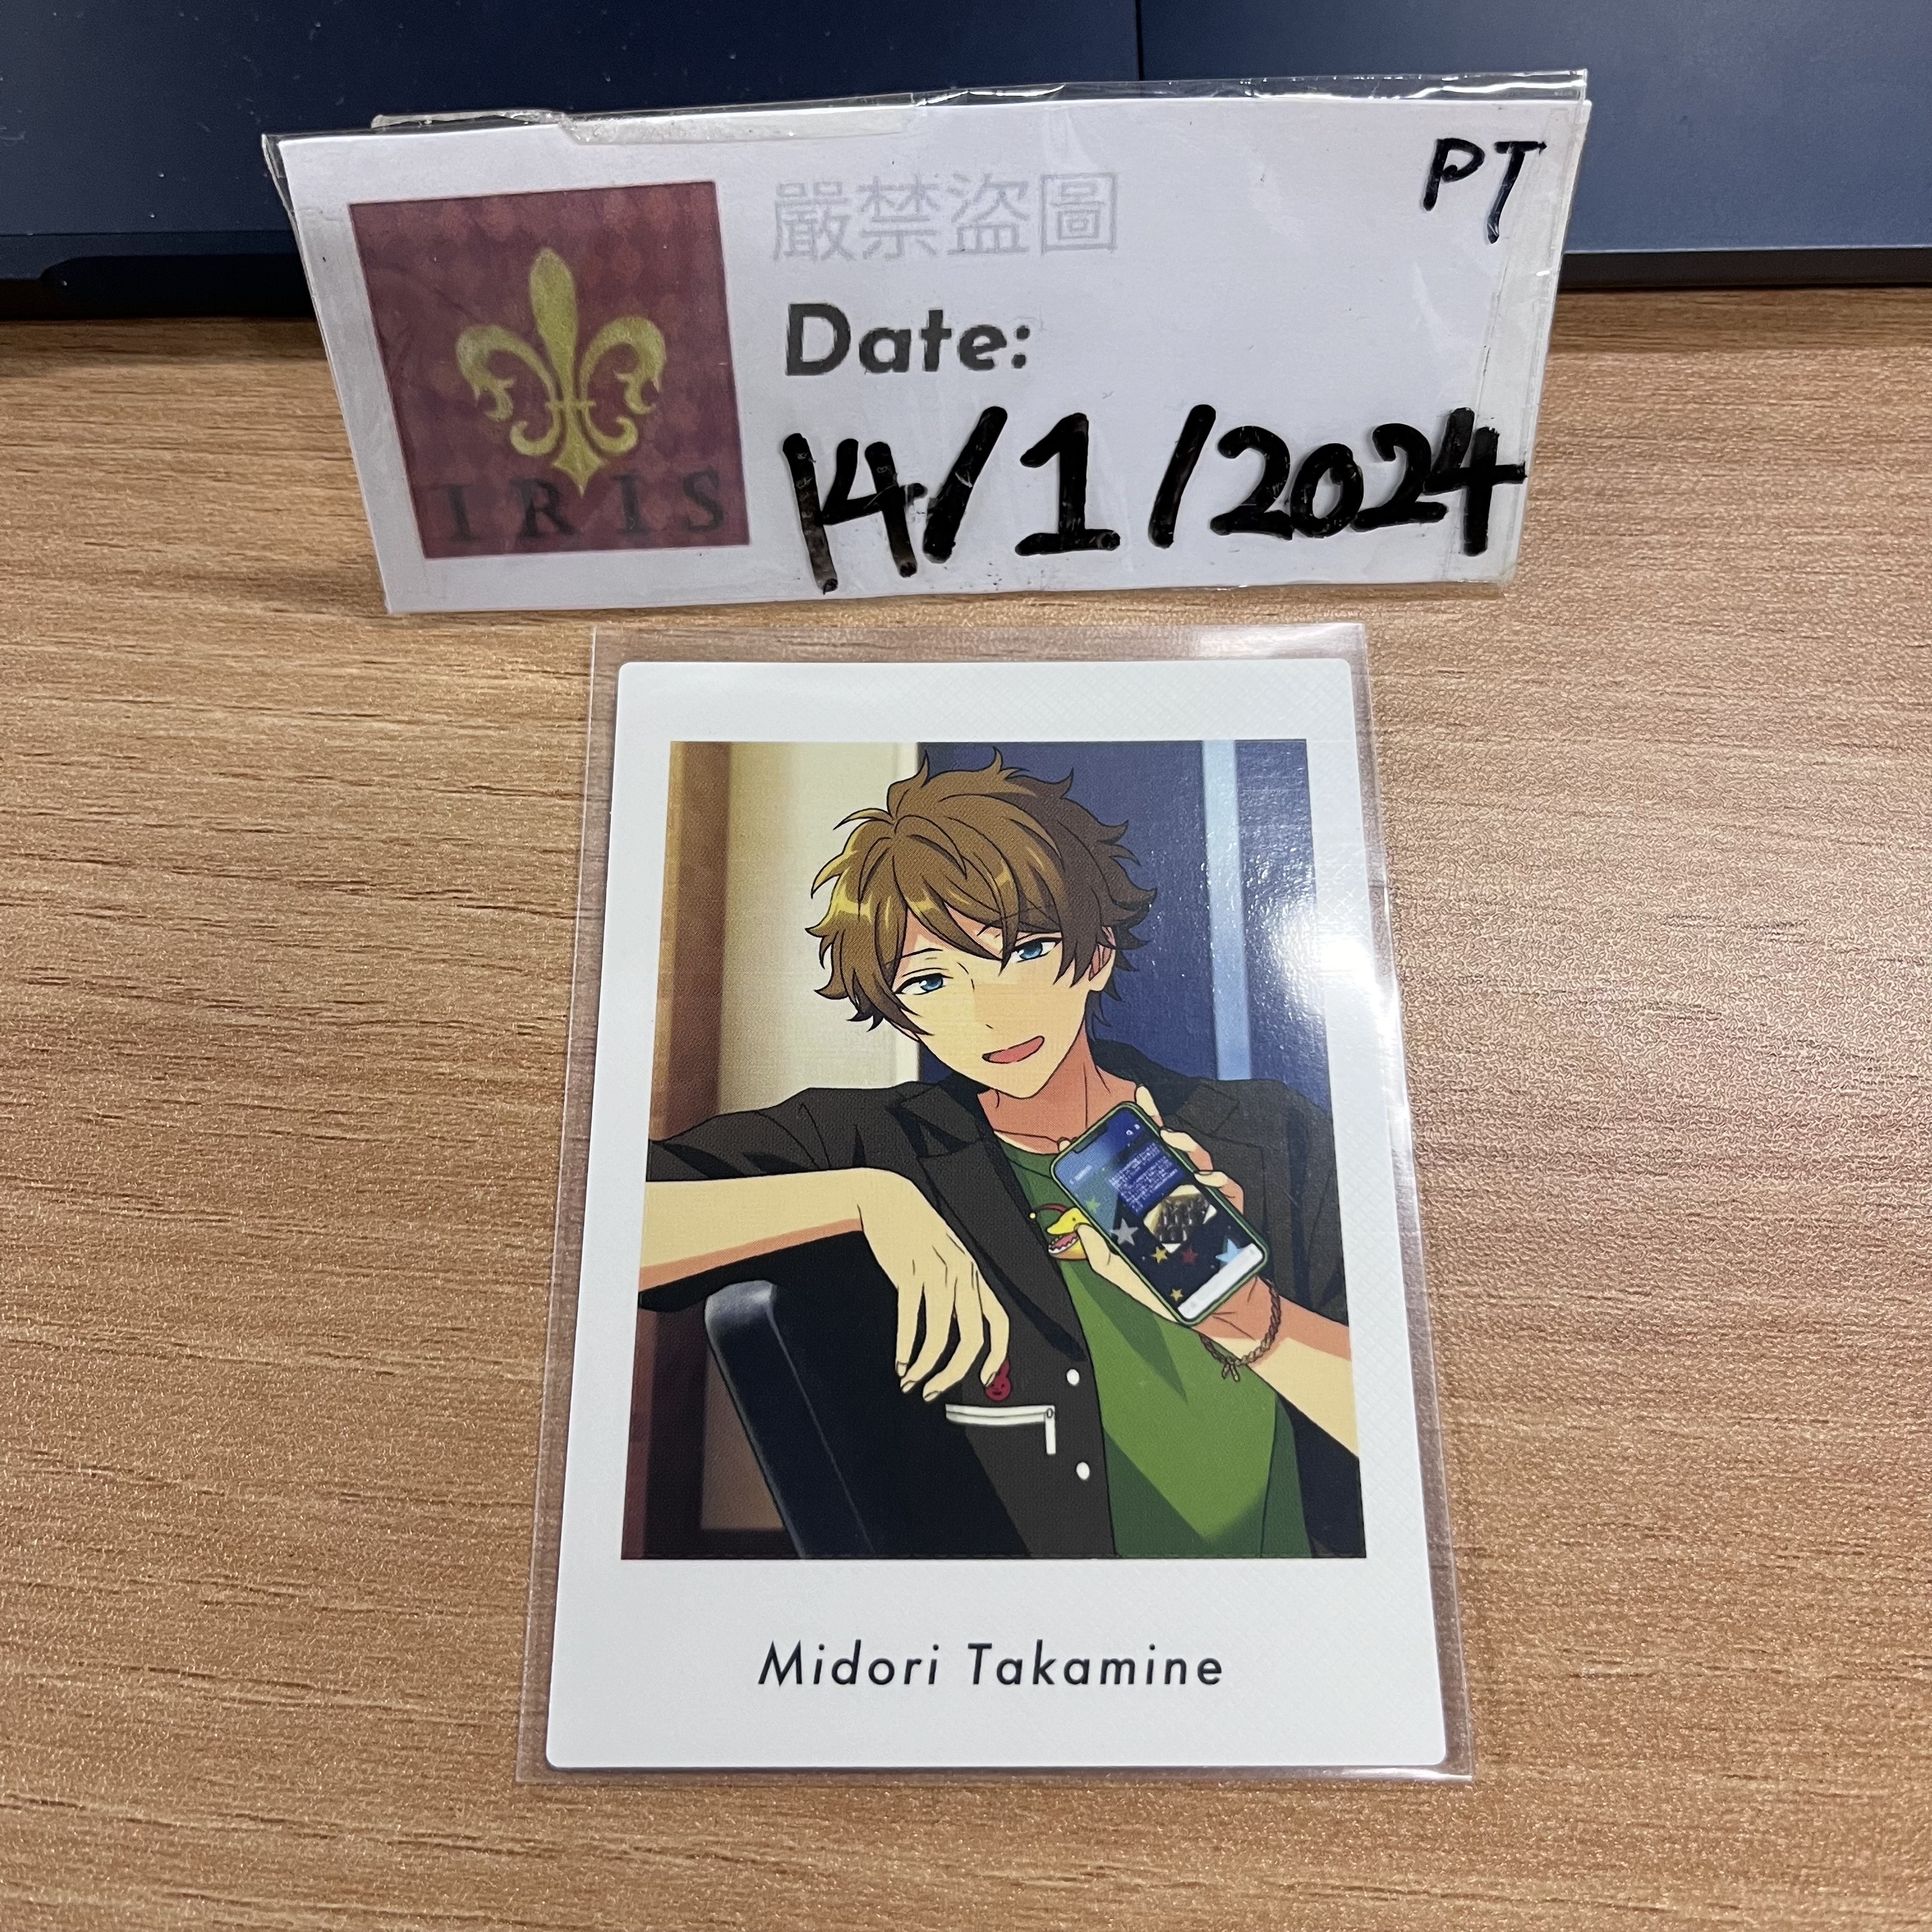 嚴禁盜圖
PT
Date:
14/1/2024
IRIS
Midori Takamine